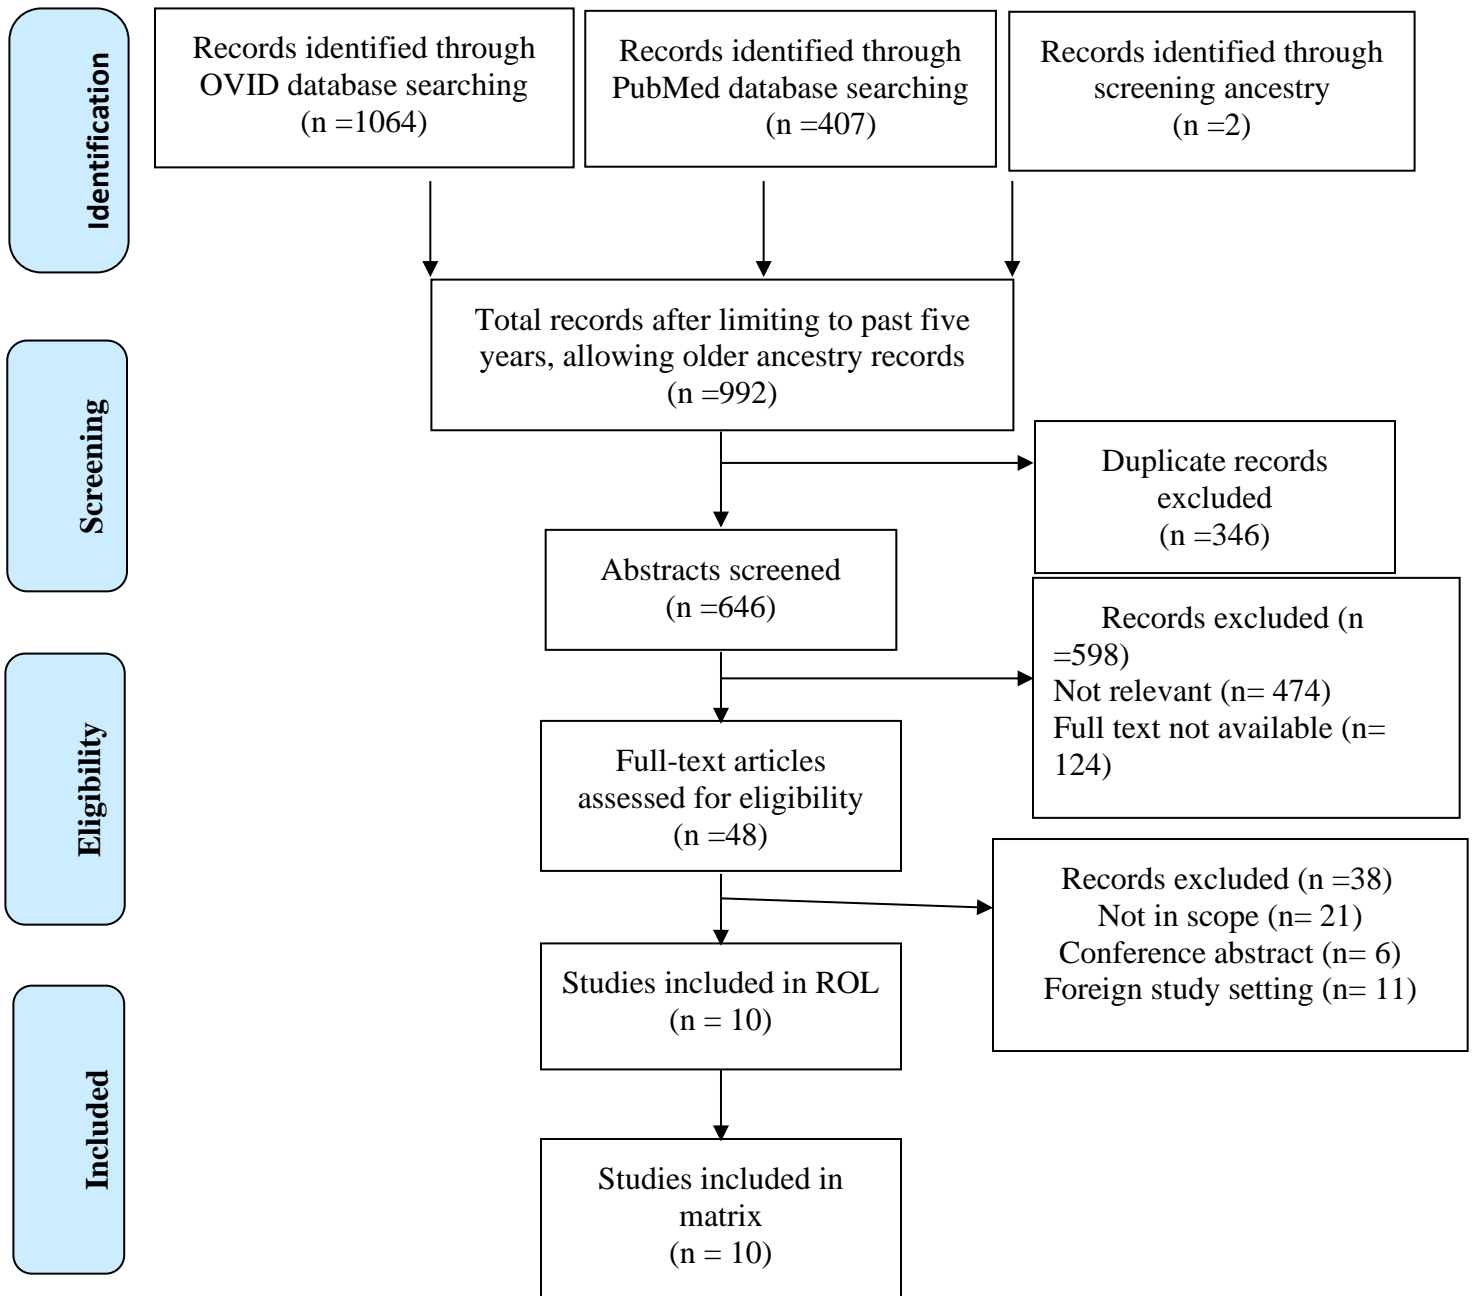 Identification
Records identified through
OVID database searching
(n =1064)
Records identified through
PubMed database searching
(n =407)
Records identified through
screening ancestry
(n =2)
Total records after limiting to past five
years, allowing older ancestry records
(n =992)
Screening
Duplicate records
excluded
(n =346)
Abstracts screened
(n =646)
Records excluded (n
=598)
Not relevant (n= 474)
Full text not available (n=
124)
Eligibility
Full-text articles
assessed for eligibility
(n =48)
Records excluded (n =38)
Not in scope (n= 21)
Conference abstract (n= 6)
Foreign study setting (n= 11)
Studies included in ROL
(n = 10)
Included
Studies included in
matrix
(n = 10)